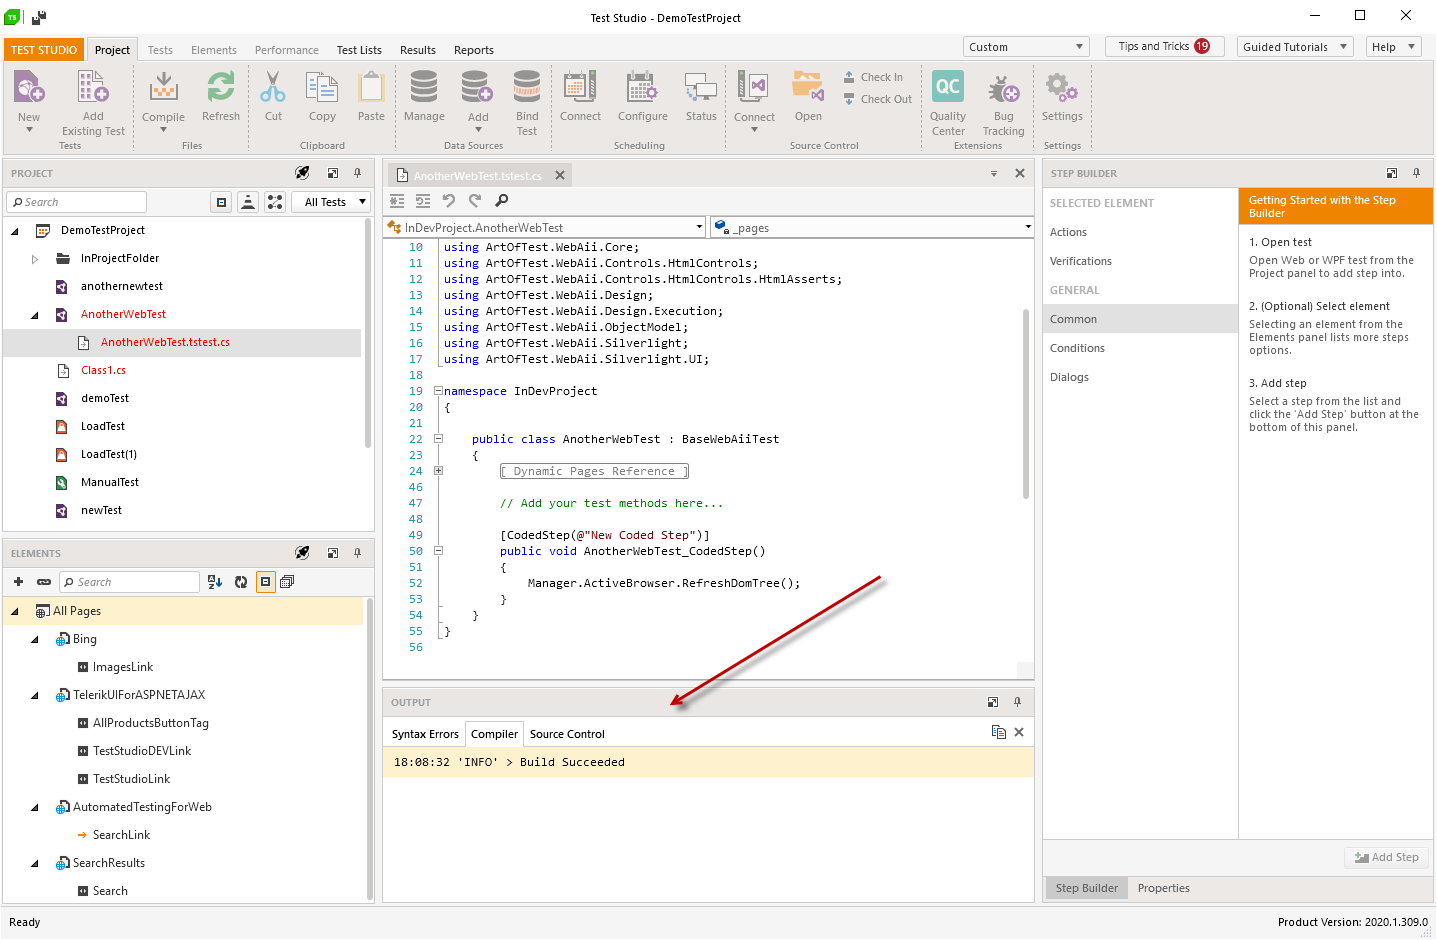 TS
Test Studio - DemoTestProject
TEST STUDIO
Project
Tests
Elements
Performance
Test Lists
Results
Reports
Custom
Tips and Tricks 19
Guided Tutorials
Help
New
Add Existing Test
Tests
Compile
Refresh
Files
Cut
Copy
Paste
Clipboard
Manage
Add
Bind Test
Data Sources
Connect
Configure
Status
Scheduling
Connect
Open
Check In
Check Out
Source Control
QC
Quality Center
Bug Tracking
Extensions
Settings
Settings
PROJECT
Search
All Tests
DemoTestProject
InProjectFolder
anothernewtest
AnotherWebTest
AnotherWebTest.tstest.cs
Class1.cs
demoTest
LoadTest
LoadTest(1)
ManualTest
newTest
ELEMENTS
Search
All Pages
Bing
ImagesLink
TelerikUIForASPNETAJAX
AllProductsButtonTag
TestStudioDEVLink
TestStudioLink
AutomatedTestingForWeb
SearchLink
SearchResults
Search
AnotherWebTest.tstest.cs
InDevProject.AnotherWebTest
_pages
10 using ArtOfTest.WebAii.Core;
11 using ArtOfTest.WebAii.Controls.HtmlControls;
12 using ArtOfTest.WebAii.Controls.HtmlControls.HtmlAsserts;
13 using ArtOfTest.WebAii.Design;
14 using ArtOfTest.WebAii.Design.Execution;
15 using ArtOfTest.WebAii.ObjectModel;
16 using ArtOfTest.WebAii.Silverlight;
17 using ArtOfTest.WebAii.Silverlight.UI;
18
19 namespace InDevProject
20 {
21
22 public class AnotherWebTest : BaseWebAiiTest
23 {
24 [ Dynamic Pages Reference ]
46
47 // Add your test methods here...
48
49 [CodedStep(@"New Coded Step")]
50 public void AnotherWebTest_CodedStep()
51 {
52 Manager.ActiveBrowser.RefreshDomTree();
53 }
54 }
55 }
56
OUTPUT
Syntax Errors
Compiler
Source Control
18:08:32 'INFO' > Build Succeeded
STEP BUILDER
SELECTED ELEMENT
Actions
Verifications
GENERAL
Common
Conditions
Dialogs
Getting Started with the Step
Builder
1. Open test
Open Web or WPF test from the
Project panel to add step into.
2. (Optional) Select element
Selecting an element from the
Elements panel lists more steps
options.
3. Add step
Select a step from the list and
click the 'Add Step' button at the
bottom of this panel.
Add Step
Step Builder
Properties
Ready
Product Version: 2020.1.309.0